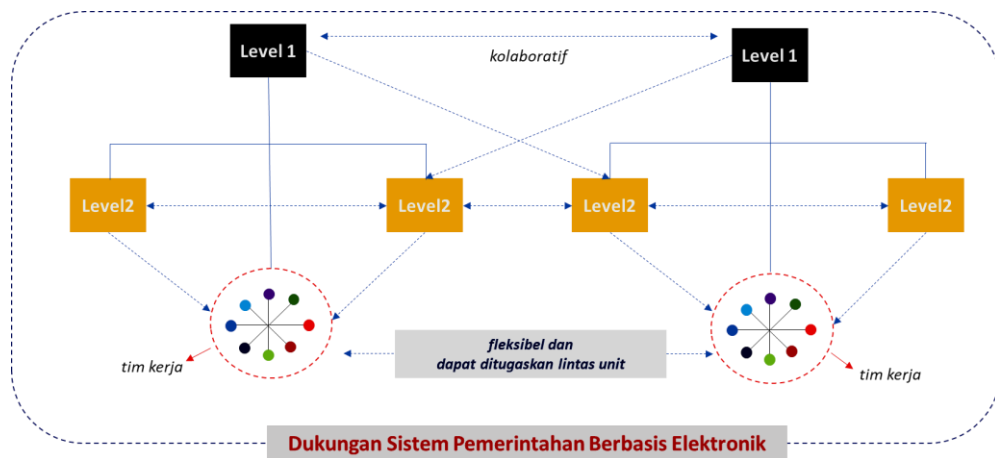 Level 1
kolaboratif
Level 1
Level2
Level2
Level2
Level2
tim kerja
fleksibel dan
dapat ditugaskan lintas unit
tim kerja
Dukungan Sistem Pemerintahan Berbasis Elektronik